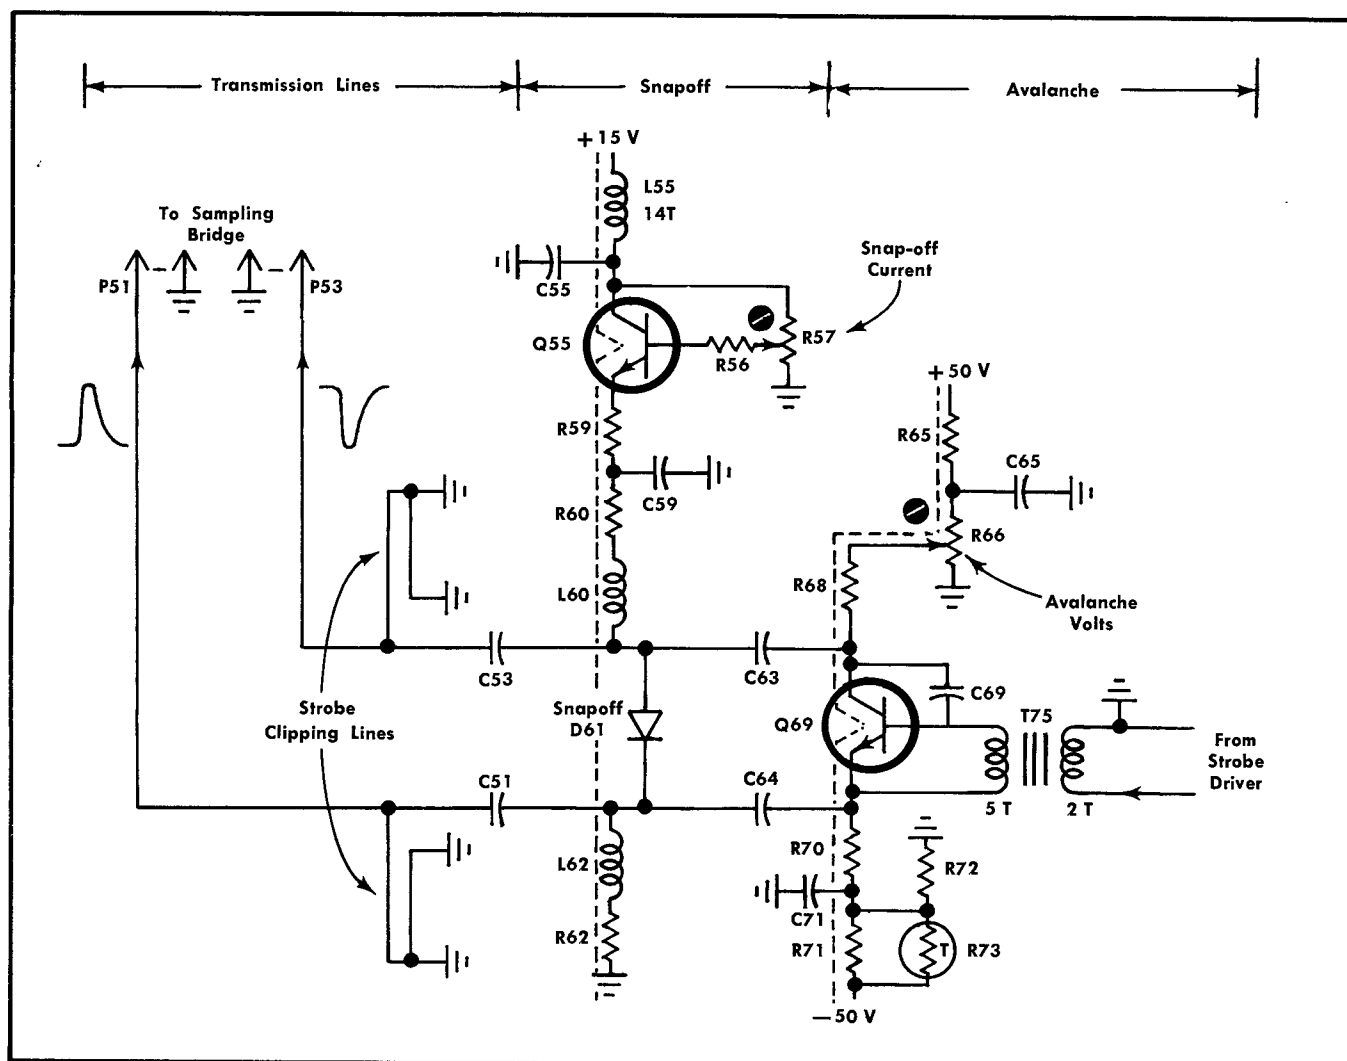 Transmission Lines
Snapoff
Avalanche
+ 15 V
L55
14T
To Sampling
Bridge
P51
P53
C55
Snap-off
Current
Q55
R56
R57
+ 50 V
R59
R65
C59
C65
R60
R66
L60
R68
Avalanche
Volts
C53
C63
C69
Strobe
Clipping Lines
Snapoff
D61
Q69
T75
From
Strobe
Driver
C51
C64
5 T
2 T
L62
R70
R72
C71
R62
R71
T
R73
— 50 V